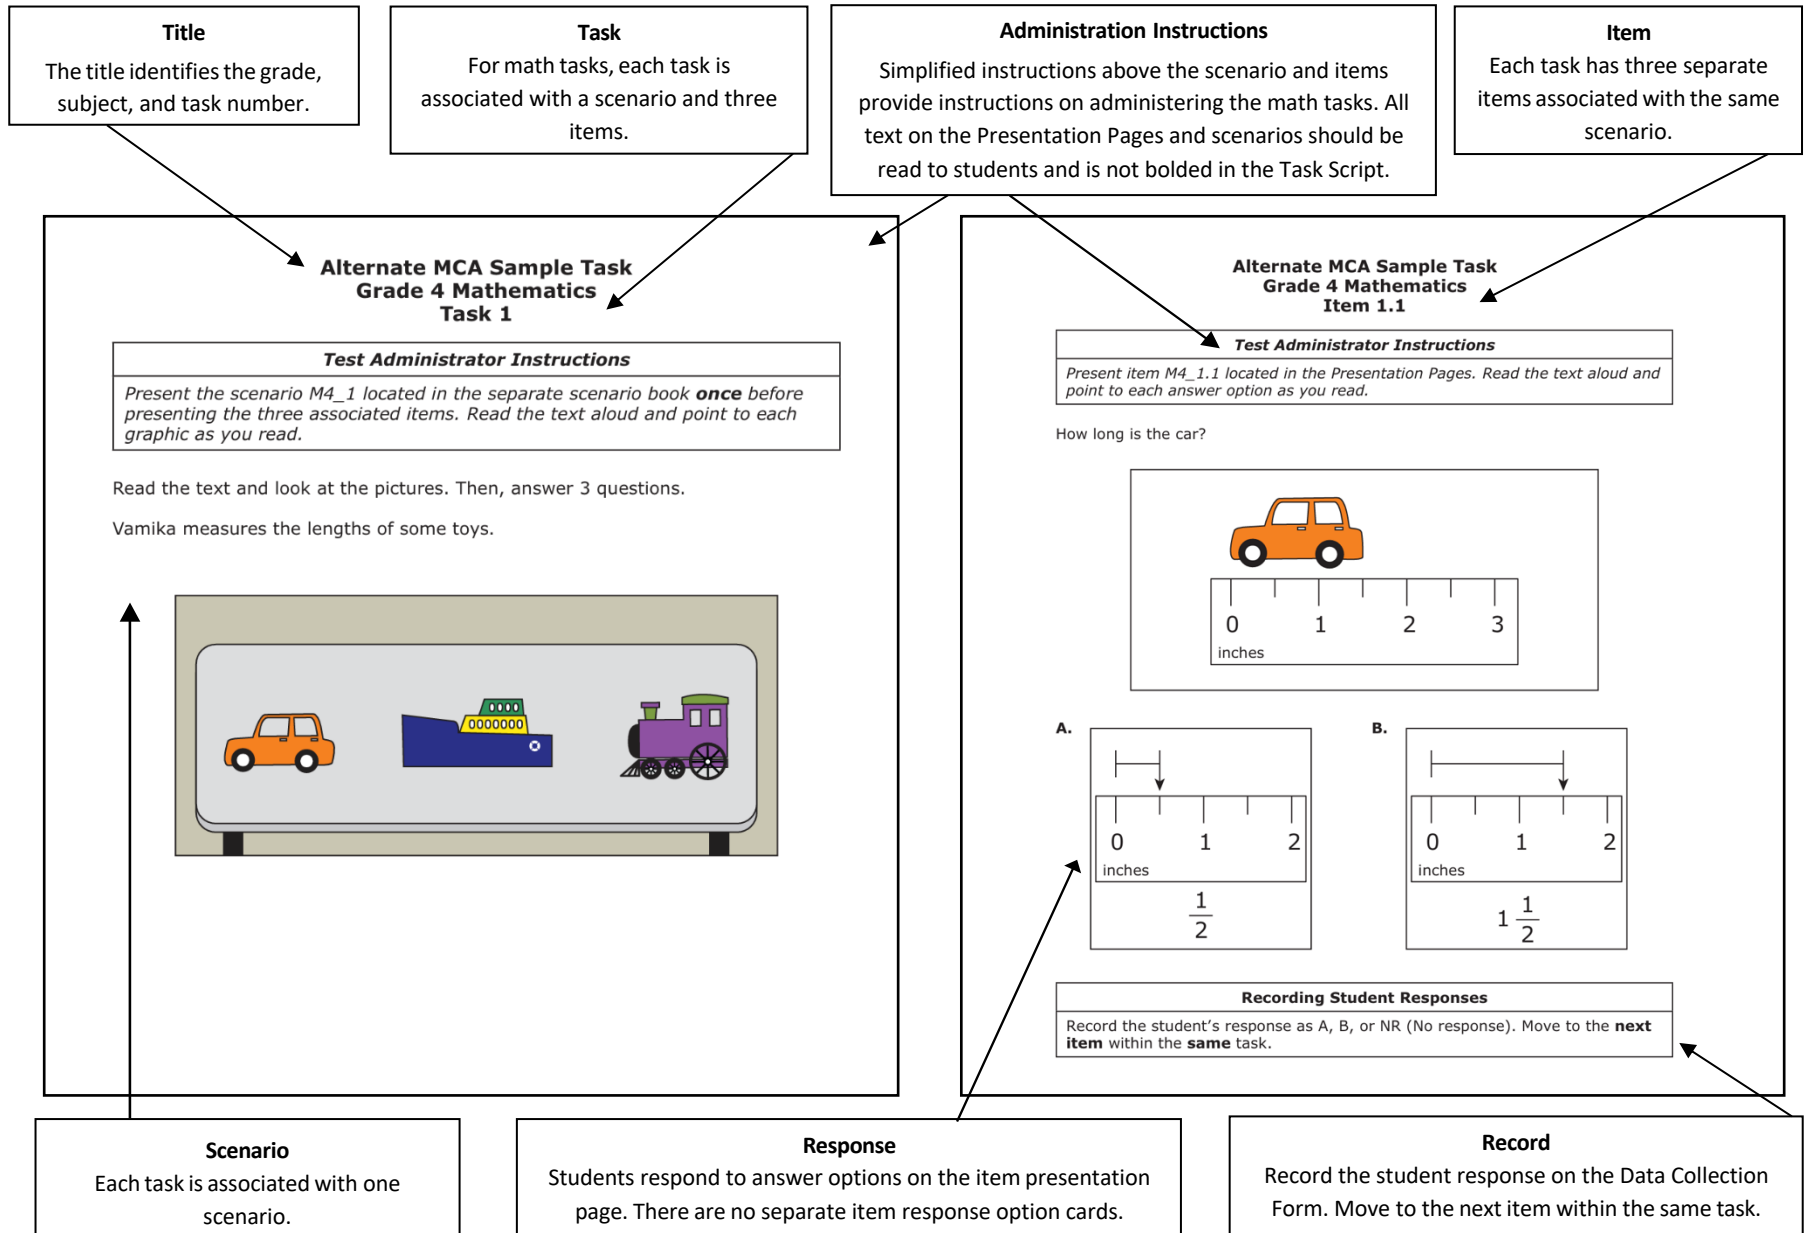 Title
The title identifies the grade,
subject, and task number.
Task
For math tasks, each task is
associated with a scenario and three
items.
Administration Instructions
Simplified instructions above the scenario and items
provide instructions on administering the math tasks. All
text on the Presentation Pages and scenarios should be
read to students and is not bolded in the Task Script.
Item
Each task has three separate
items associated with the same
scenario.
Alternate MCA Sample Task
Grade 4 Mathematics
Task 1
Test Administrator Instructions
Present the scenario M4_1 located in the separate scenario book once before
presenting the three associated items. Read the text aloud and point to each
graphic as you read.
Read the text and look at the pictures. Then, answer 3 questions.
Vamika measures the lengths of some toys.
Alternate MCA Sample Task
Grade 4 Mathematics
Item 1.1
Test Administrator Instructions
Present item M4_1.1 located in the Presentation Pages. Read the text aloud and
point to each answer option as you read.
How long is the car?
0 1 2 3
inches
A.
0 1 2
inches
1
2
B.
0 1 2
inches
1 1
2
Recording Student Responses
Record the student's response as A, B, or NR (No response). Move to the next
item within the same task.
Scenario
Each task is associated with one
scenario.
Response
Students respond to answer options on the item presentation
page. There are no separate item response option cards.
Record
Record the student response on the Data Collection
Form. Move to the next item within the same task.